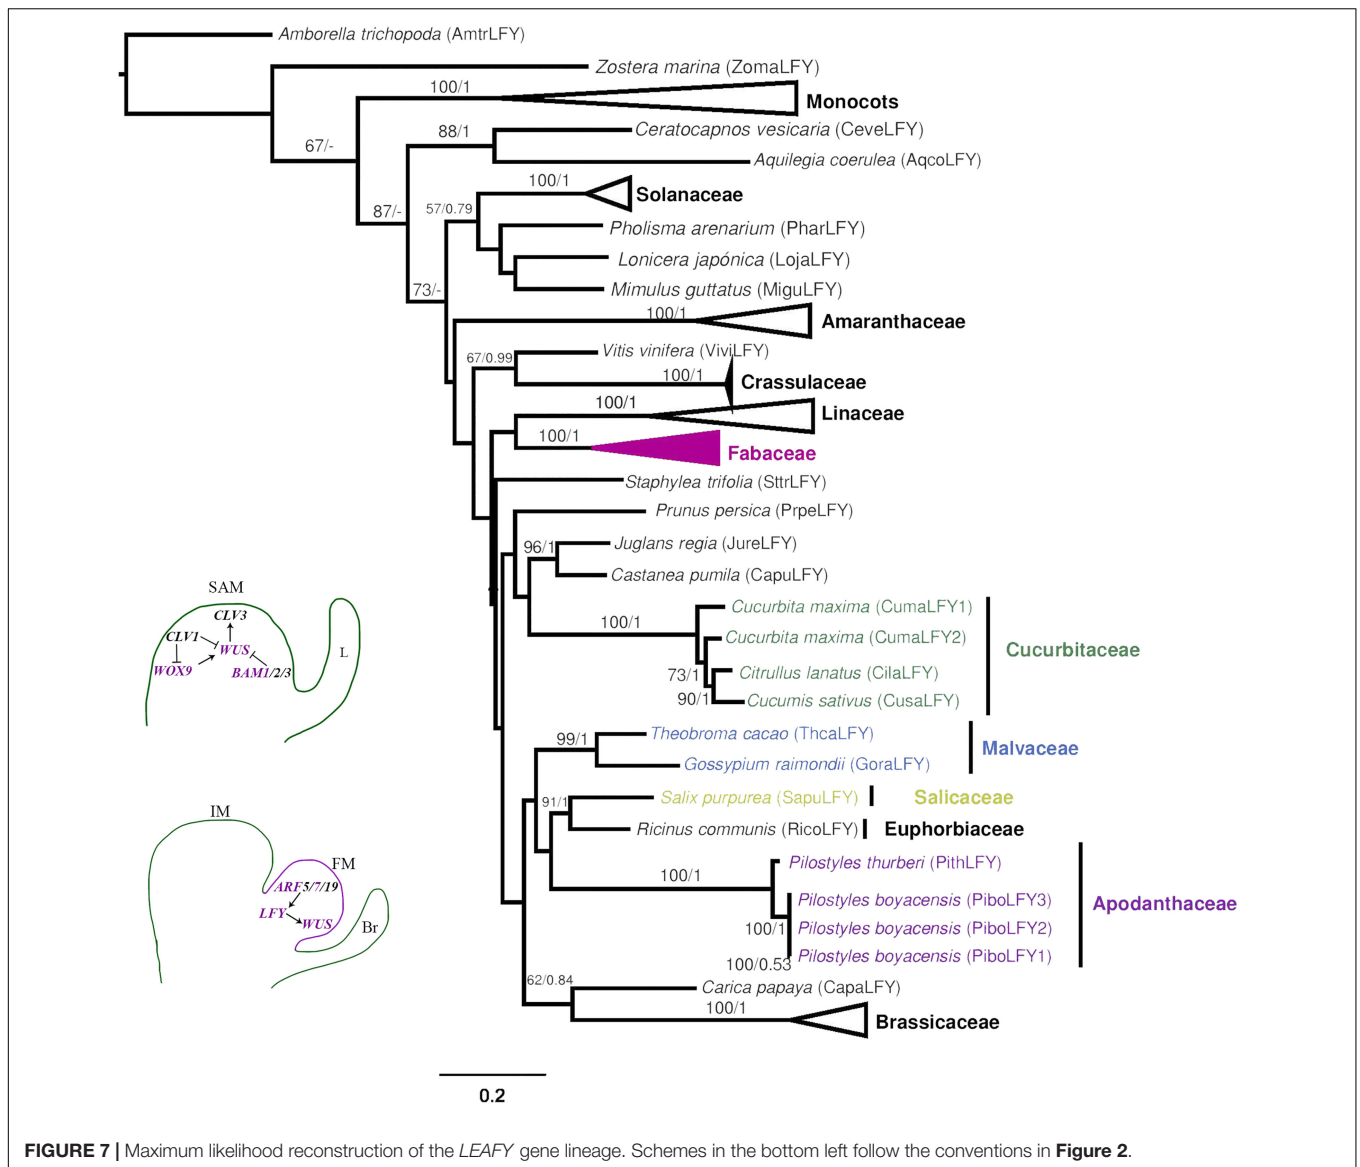 Amborella trichopoda (AmtrLFY)
Zostera marina (ZomaLFY)
100/1
Monocots
67/-
88/1
Ceratocapnos vesicaria (CeveLFY)
Aquilegia coerulea (AqcoLFY)
87/-
100/1
Solanaceae
57/0.79
Pholisma arenarium (PharLFY)
Lonicera japónica (LojaLFY)
Mimulus guttatus (MiguLFY)
73/-
100/1
Amaranthaceae
67/0.99
Vitis vinifera (ViviLFY)
100/1
Crassulaceae
100/1
Linaceae
100/1
Fabaceae
Staphylea trifolia (SttrLFY)
Prunus persica (PrpeLFY)
96/1
Juglans regia (JureLFY)
Castanea pumila (CapuLFY)
100/1
Cucurbita maxima (CumaLFY1)
Cucurbita maxima (CumaLFY2)
73/1
Citrullus lanatus (CilaLFY)
90/1
Cucumis sativus (CusaLFY)
Cucurbitaceae
99/1
Theobroma cacao (ThcaLFY)
Gossypium raimondii (GoraLFY)
Malvaceae
91/1
Salix purpurea (SapuLFY)
Salicaceae
Ricinus communis (RicoLFY)
Euphorbiaceae
100/1
Pilostyles thurberi (PithLFY)
Pilostyles boyacensis (PiboLFY3)
100/1
Pilostyles boyacensis (PiboLFY2)
100/0.53
Pilostyles boyacensis (PiboLFY1)
Apodanthaceae
62/0.84
Carica papaya (CapaLFY)
100/1
Brassicaceae
0.2
SAM
CLV3
CLV1
WUS
L
WOX9
BAM1/2/3
IM
FM
ARF5/7/19
LFY
WUS
Br
FIGURE 7 | Maximum likelihood reconstruction of the LEAFY gene lineage. Schemes in the bottom left follow the conventions in Figure 2.